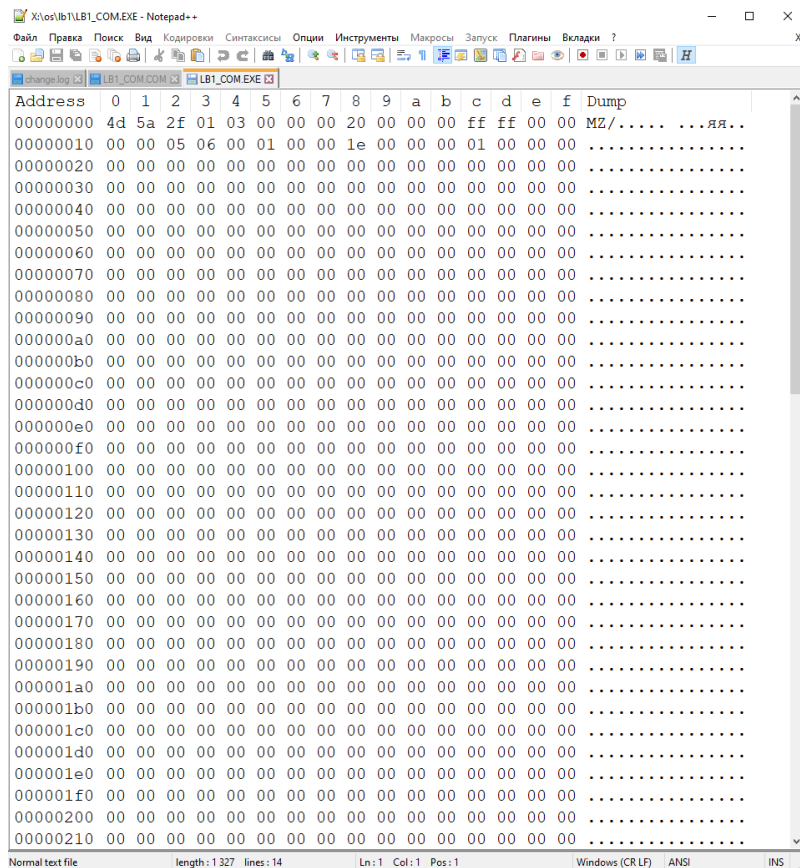 X:\os\lb1\LB1_COM.EXE - Notepad++
Файл Правка Поиск Вид Кодировки Синтаксисы Опции Инструменты Макросы Запуск Плагины Вкладки ? X
change.log LB1_COM.COM LB1_COM.EXE
Address 0 1 2 3 4 5 6 7 8 9 a b c d e f Dump
00000000 4d 5a 2f 01 03 00 00 00 20 00 00 00 ff ff 00 00 MZ/..... ...яя..
00000010 00 00 05 06 00 01 00 00 1e 00 00 00 01 00 00 00 ................
00000020 00 00 00 00 00 00 00 00 00 00 00 00 00 00 00 00 ................
00000030 00 00 00 00 00 00 00 00 00 00 00 00 00 00 00 00 ................
00000040 00 00 00 00 00 00 00 00 00 00 00 00 00 00 00 00 ................
00000050 00 00 00 00 00 00 00 00 00 00 00 00 00 00 00 00 ................
00000060 00 00 00 00 00 00 00 00 00 00 00 00 00 00 00 00 ................
00000070 00 00 00 00 00 00 00 00 00 00 00 00 00 00 00 00 ................
00000080 00 00 00 00 00 00 00 00 00 00 00 00 00 00 00 00 ................
00000090 00 00 00 00 00 00 00 00 00 00 00 00 00 00 00 00 ................
000000a0 00 00 00 00 00 00 00 00 00 00 00 00 00 00 00 00 ................
000000b0 00 00 00 00 00 00 00 00 00 00 00 00 00 00 00 00 ................
000000c0 00 00 00 00 00 00 00 00 00 00 00 00 00 00 00 00 ................
000000d0 00 00 00 00 00 00 00 00 00 00 00 00 00 00 00 00 ................
000000e0 00 00 00 00 00 00 00 00 00 00 00 00 00 00 00 00 ................
000000f0 00 00 00 00 00 00 00 00 00 00 00 00 00 00 00 00 ................
00000100 00 00 00 00 00 00 00 00 00 00 00 00 00 00 00 00 ................
00000110 00 00 00 00 00 00 00 00 00 00 00 00 00 00 00 00 ................
00000120 00 00 00 00 00 00 00 00 00 00 00 00 00 00 00 00 ................
00000130 00 00 00 00 00 00 00 00 00 00 00 00 00 00 00 00 ................
00000140 00 00 00 00 00 00 00 00 00 00 00 00 00 00 00 00 ................
00000150 00 00 00 00 00 00 00 00 00 00 00 00 00 00 00 00 ................
00000160 00 00 00 00 00 00 00 00 00 00 00 00 00 00 00 00 ................
00000170 00 00 00 00 00 00 00 00 00 00 00 00 00 00 00 00 ................
00000180 00 00 00 00 00 00 00 00 00 00 00 00 00 00 00 00 ................
00000190 00 00 00 00 00 00 00 00 00 00 00 00 00 00 00 00 ................
000001a0 00 00 00 00 00 00 00 00 00 00 00 00 00 00 00 00 ................
000001b0 00 00 00 00 00 00 00 00 00 00 00 00 00 00 00 00 ................
000001c0 00 00 00 00 00 00 00 00 00 00 00 00 00 00 00 00 ................
000001d0 00 00 00 00 00 00 00 00 00 00 00 00 00 00 00 00 ................
000001e0 00 00 00 00 00 00 00 00 00 00 00 00 00 00 00 00 ................
000001f0 00 00 00 00 00 00 00 00 00 00 00 00 00 00 00 00 ................
00000200 00 00 00 00 00 00 00 00 00 00 00 00 00 00 00 00 ................
00000210 00 00 00 00 00 00 00 00 00 00 00 00 00 00 00 00 ................
Normal text file length : 1 327 lines : 14 Ln : 1 Col : 1 Pos : 1 Windows (CR LF) ANSI INS